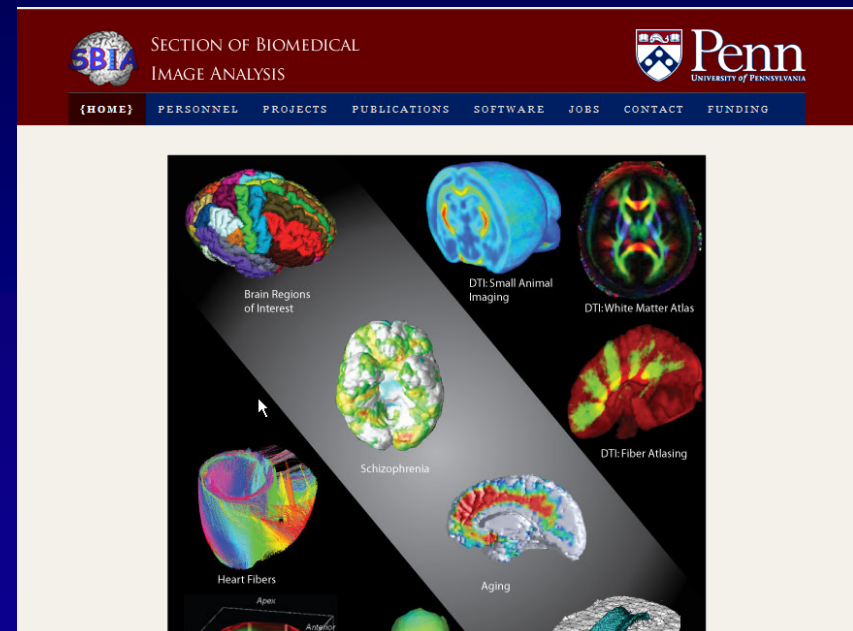 SBIA
SECTION OF BIOMEDICAL
IMAGE ANALYSIS
Penn
UNIVERSITY of PENNSYLVANIA
{HOME} PERSONNEL PROJECTS PUBLICATIONS SOFTWARE JOBS CONTACT FUNDING
Brain Regions
of Interest
DTI: Small Animal
Imaging
DTI: White Matter Atlas
Schizophrenia
DTI: Fiber Atlasing
Heart Fibers
Aging
Apex
Anterior